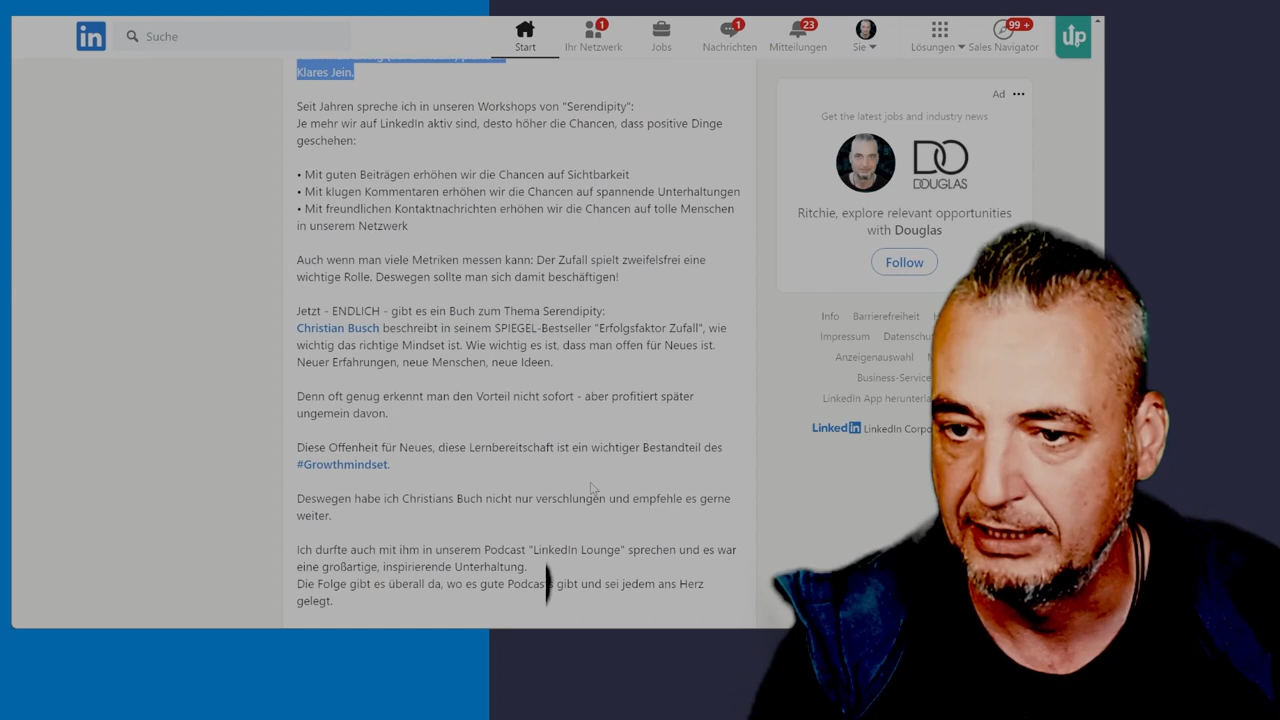 in
Suche
Start
1
Ihr Netzwerk
Jobs
1
Nachrichten
23
Mitteilungen
Sie
Lösungen
99 +
Sales Navigator
up
Klares Jein.
Seit Jahren spreche ich in unseren Workshops von "Serendipity":
Je mehr wir auf LinkedIn aktiv sind, desto höher die Chancen, dass positive Dinge
geschehen:
• Mit guten Beiträgen erhöhen wir die Chancen auf Sichtbarkeit
• Mit klugen Kommentaren erhöhen wir die Chancen auf spannende Unterhaltungen
• Mit freundlichen Kontaktnachrichten erhöhen wir die Chancen auf tolle Menschen
in unserem Netzwerk
Auch wenn man viele Metriken messen kann: Der Zufall spielt zweifelsfrei eine
wichtige Rolle. Deswegen sollte man sich damit beschäftigen!
Jetzt - ENDLICH - gibt es ein Buch zum Thema Serendipity:
Christian Busch beschreibt in seinem SPIEGEL-Bestseller "Erfolgsfaktor Zufall", wie
wichtig das richtige Mindset ist. Wie wichtig es ist, dass man offen für Neues ist.
Neuer Erfahrungen, neue Menschen, neue Ideen.
Denn oft genug erkennt man den Vorteil nicht sofort - aber profitiert später
ungemein davon.
Diese Offenheit für Neues, diese Lernbereitschaft ist ein wichtiger Bestandteil des
#Growthmindset.
Deswegen habe ich Christians Buch nicht nur verschlungen und empfehle es gerne
weiter.
Ich durfte auch mit ihm in unserem Podcast "LinkedIn Lounge" sprechen und es war
eine großartige, inspirierende Unterhaltung.
Die Folge gibt es überall da, wo es gute Podcasts gibt und sei jedem ans Herz
gelegt.
Ad •••
Get the latest jobs and industry news
DO
DOUGLAS
Ritchie, explore relevant opportunities
with Douglas
Follow
Info Barrierefreiheit
Impressum
Anzeigenauswahl
Business-Service
LinkedIn App
LinkedIn LinkedIn